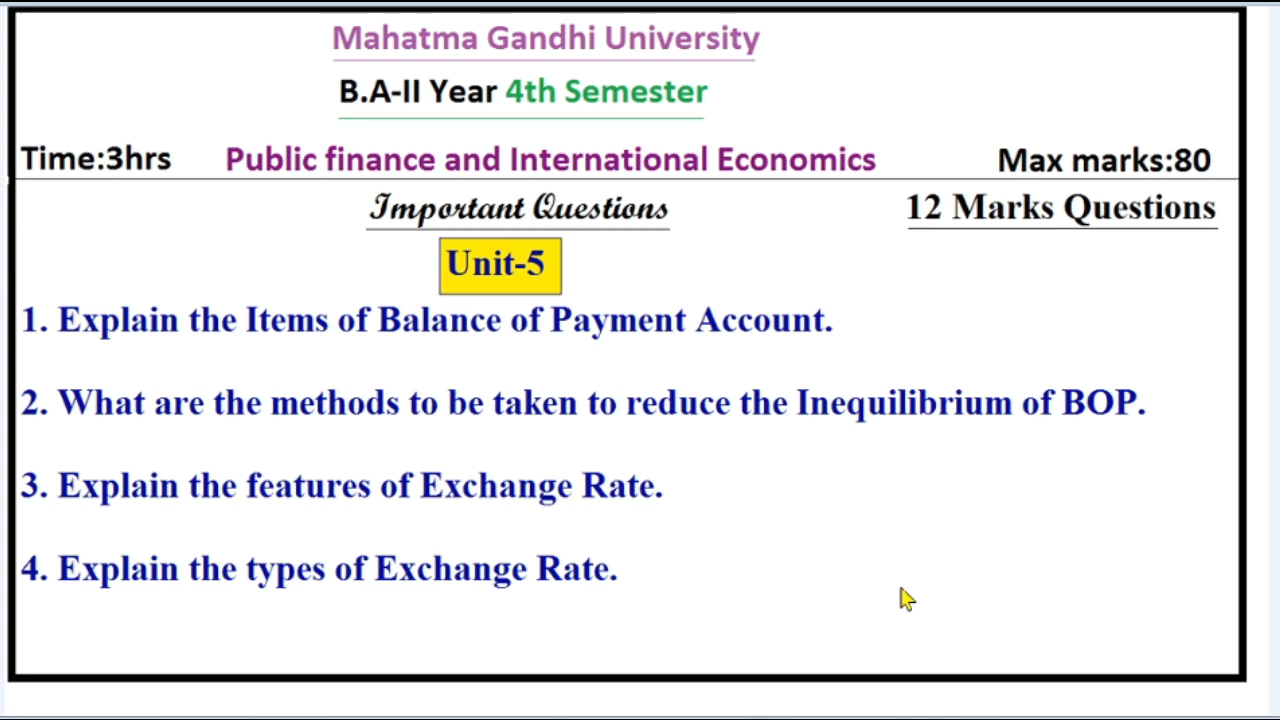 Mahatma Gandhi University
B.A-II Year 4th Semester
Time:3hrs Public finance and International Economics Max marks:80
Important Questions 12 Marks Questions
Unit-5
1. Explain the Items of Balance of Payment Account.
2. What are the methods to be taken to reduce the Inequilibrium of BOP.
3. Explain the features of Exchange Rate.
4. Explain the types of Exchange Rate.